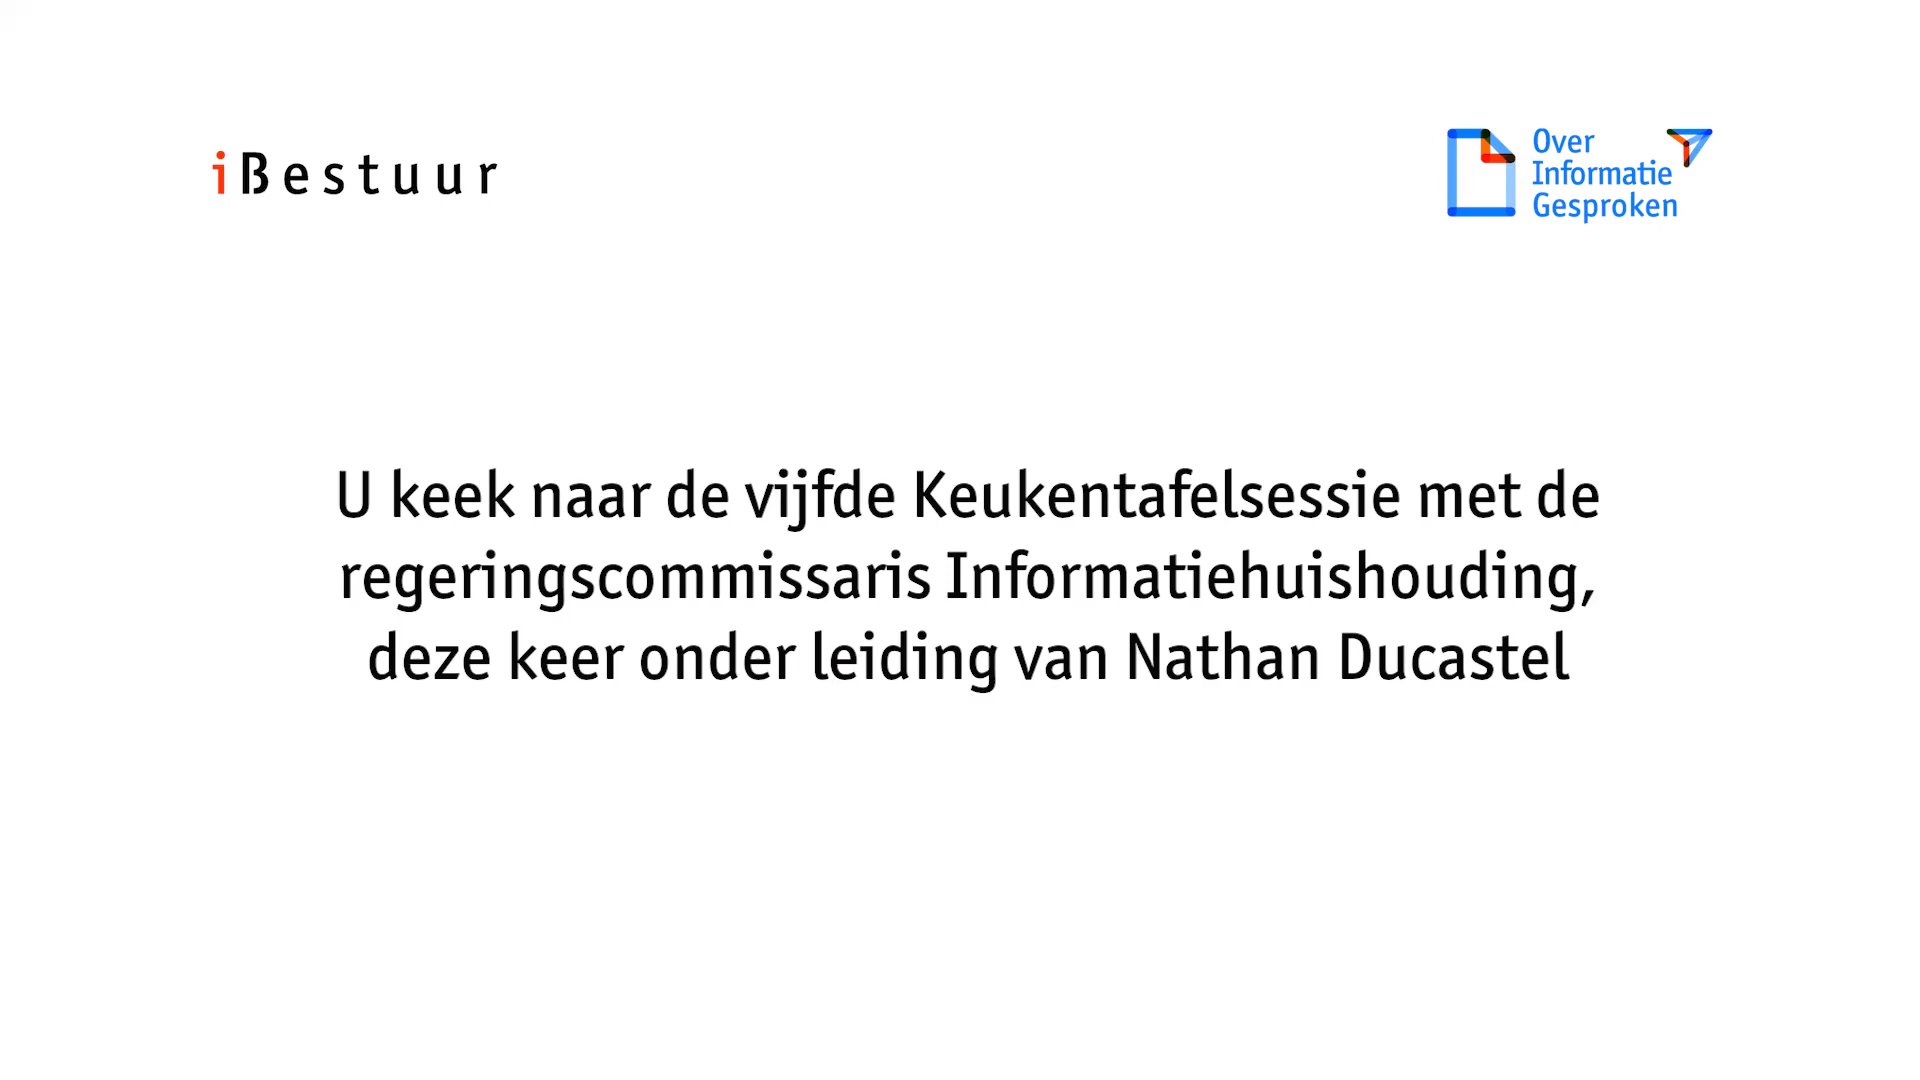 iBestuur
Over
Informatie
Gesproken
U keek naar de vijfde Keukentafelsessie met de
regeringscommissaris Informatiehuishouding,
deze keer onder leiding van Nathan Ducastel